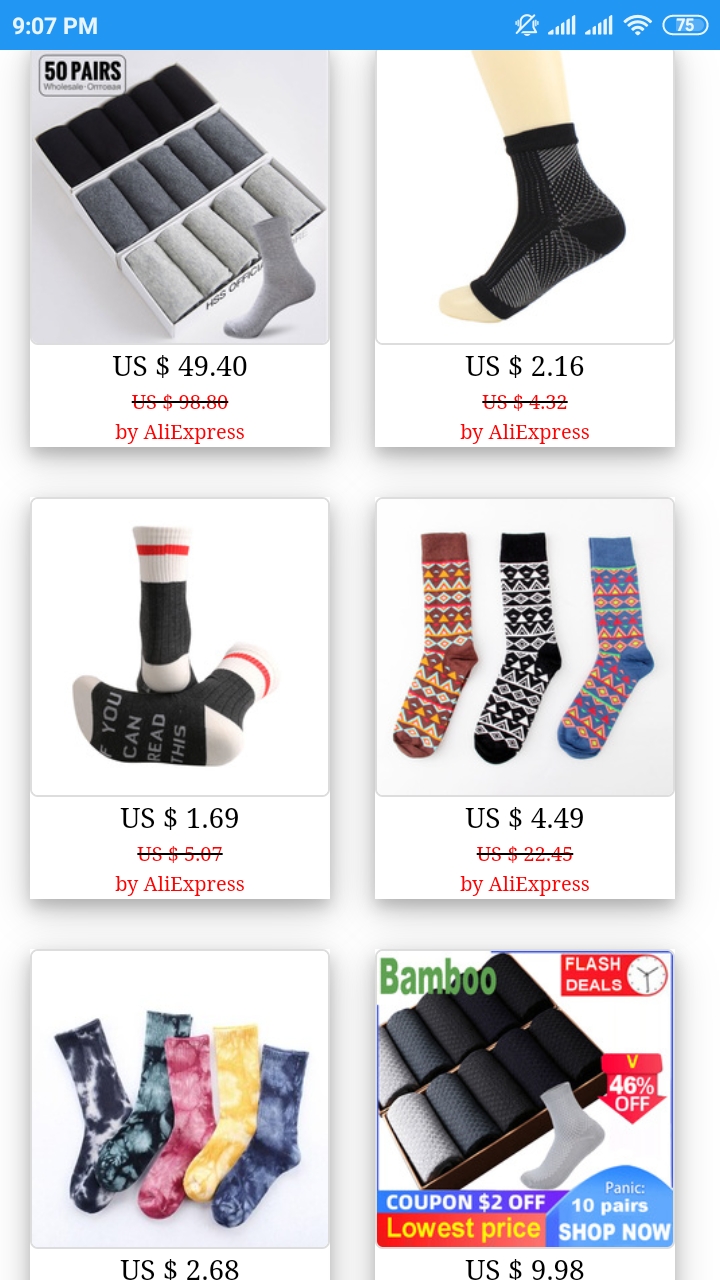 9:07 PM
75
50 PAIRS
Wholesale·Оптовая
US $ 49.40
US $ 98.80
by AliExpress
US $ 2.16
US $ 4.32
by AliExpress
YOU
CAN
READ
THIS
US $ 1.69
US $ 5.07
by AliExpress
US $ 4.49
US $ 22.45
by AliExpress
US $ 2.68
Bamboo
FLASH
DEALS
V
46%
OFF
COUPON $2 OFF
Lowest price
Panic:
10 pairs
SHOP NOW
US $ 9.98